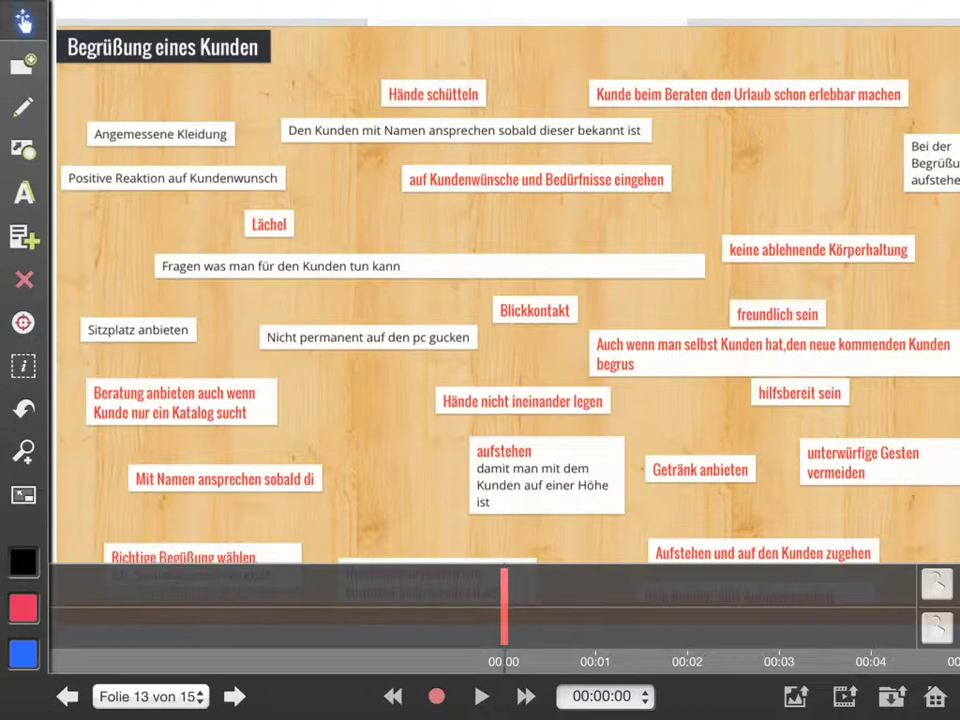 Begrüßung eines Kunden
Hände schütteln
Kunde beim Beraten den Urlaub schon erlebbar machen
Angemessene Kleidung
Den Kunden mit Namen ansprechen sobald dieser bekannt ist
Bei der
Begrüßu
aufstehe
Positive Reaktion auf Kundenwunsch
auf Kundenwünsche und Bedürfnisse eingehen
Lächel
keine ablehnende Körperhaltung
Fragen was man für den Kunden tun kann
Blickkontakt
freundlich sein
Sitzplatz anbieten
Nicht permanent auf den pc gucken
Auch wenn man selbst Kunden hat,den neue kommenden Kunden
begrus
Beratung anbieten auch wenn
Kunde nur ein Katalog sucht
Hände nicht ineinander legen
hilfsbereit sein
aufstehen
damit man mit dem
Kunden auf einer Höhe
ist
Getränk anbieten
unterwürfige Gesten
vermeiden
Mit Namen ansprechen sobald di
Richtige Begüßung wählen
Aufstehen und auf den Kunden zugehen
00:00 00:01 00:02 00:03 00:04 00
Folie 13 von 15
00:00:00